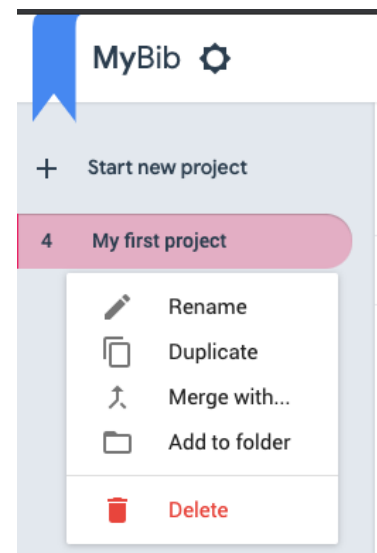 MyBib
Start new project
4 My first project
Rename
Duplicate
Merge with...
Add to folder
Delete